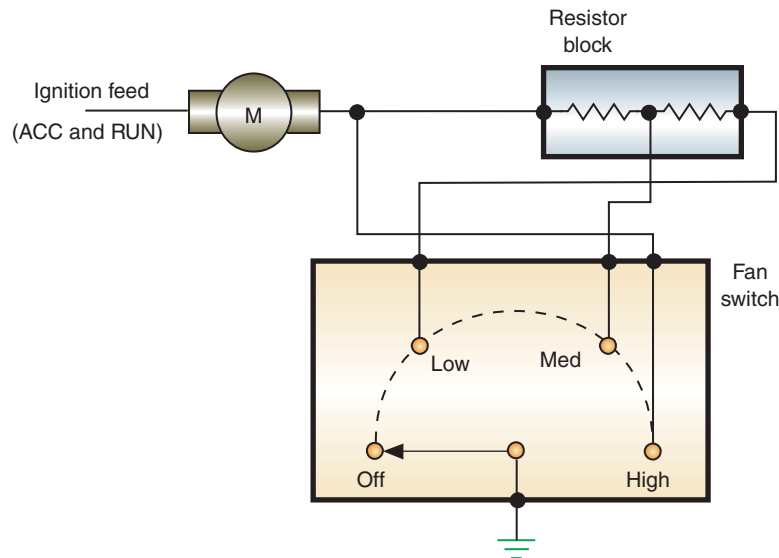 Resistor
block
Ignition feed
(ACC and RUN)
M
Fan
switch
Low
Med
Off
High